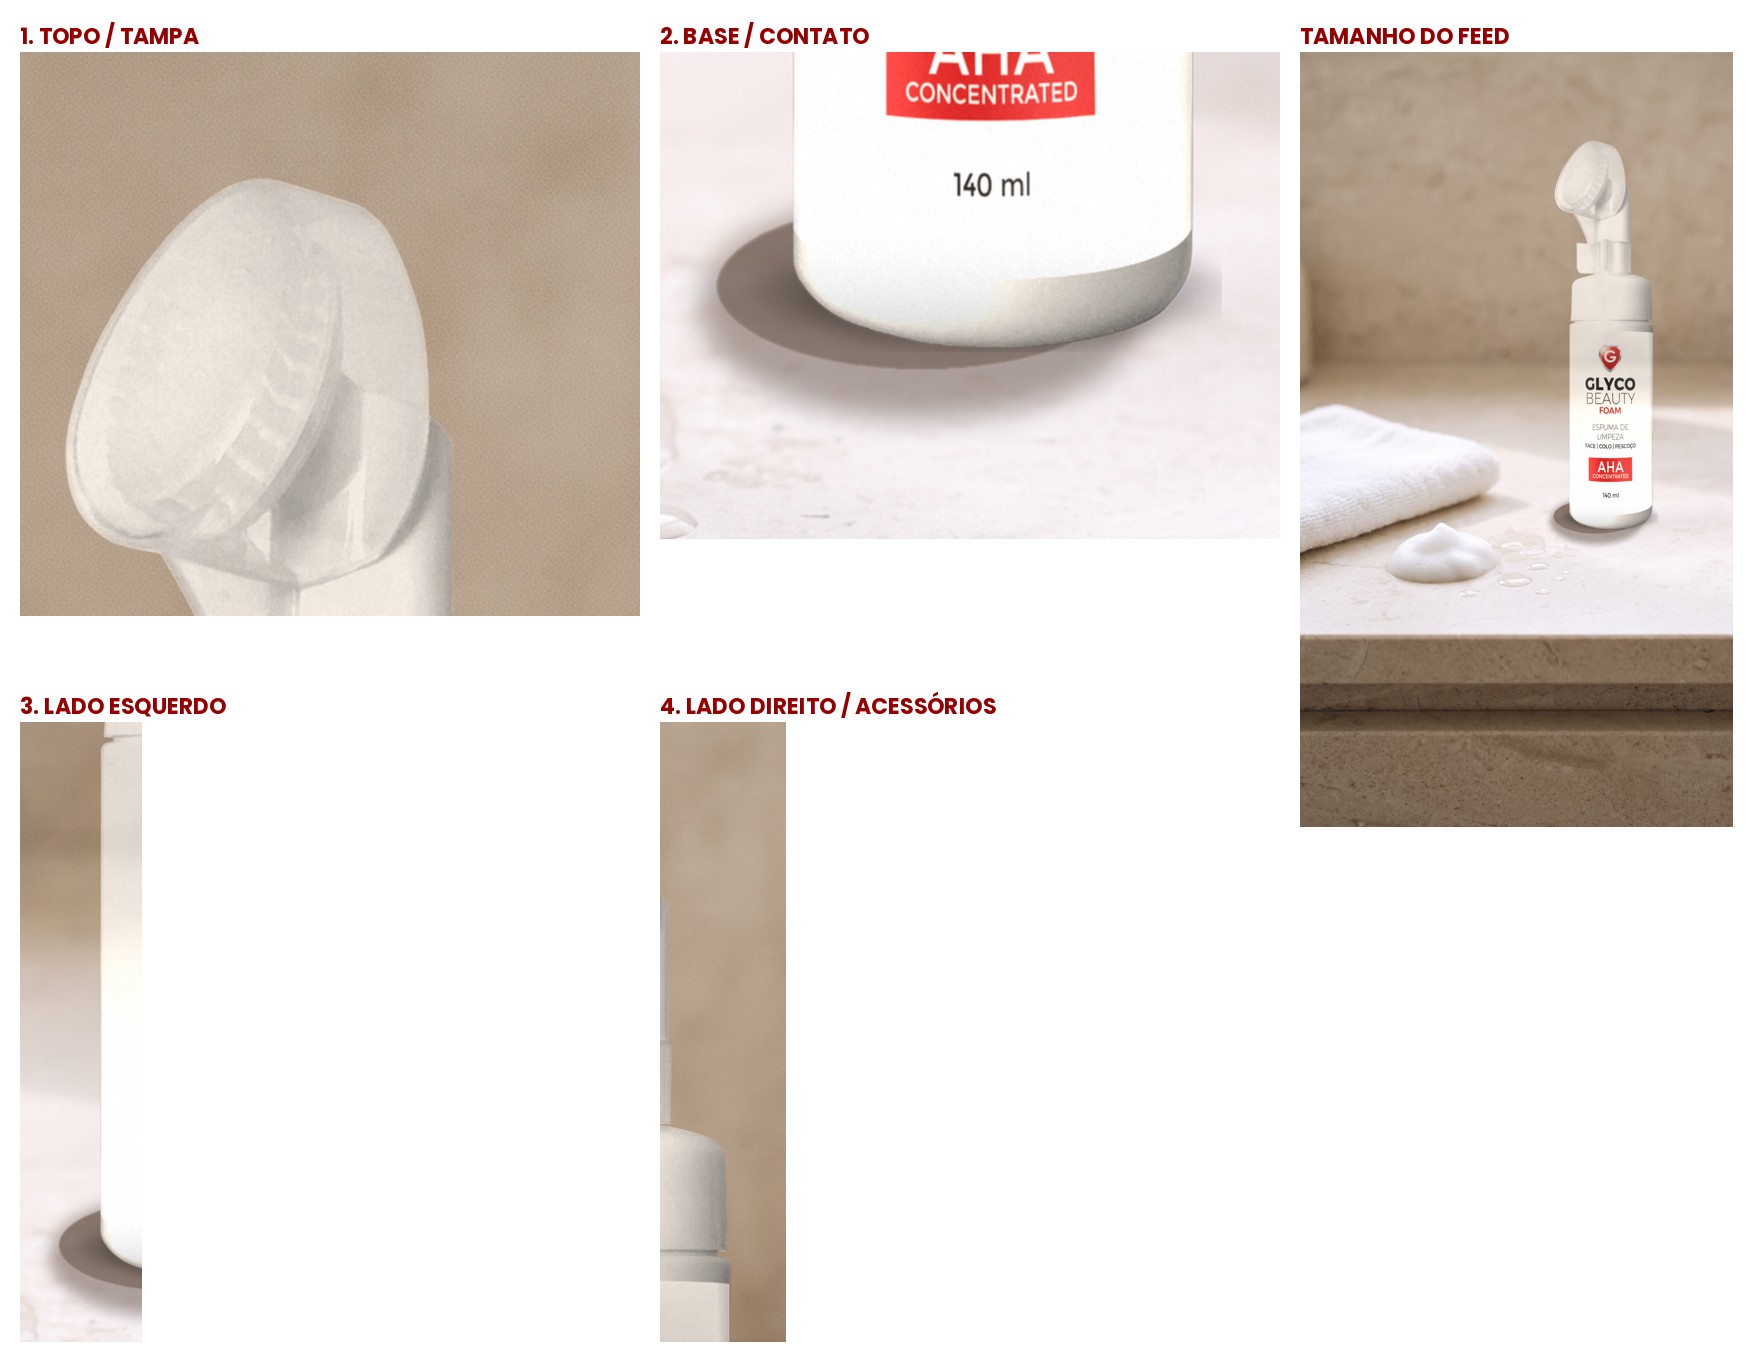 1. TOPO / TAMPA
2. BASE / CONTATO
AHA
CONCENTRATED
140 ml
TAMANHO DO FEED
G
GLYCO
BEAUTY
FOAM
ESPUMA DE
LIMPEZA
FACE | COLO | PESCOÇO
AHA
CONCENTRATED
140 ml
3. LADO ESQUERDO
4. LADO DIREITO / ACESSÓRIOS